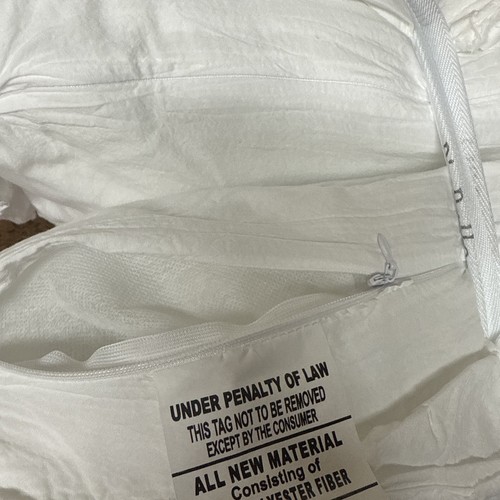 UNDER PENALTY OF LAW
THIS TAG NOT TO BE REMOVED
EXCEPT BY THE CONSUMER
ALL NEW MATERIAL
Consisting of
FIBER